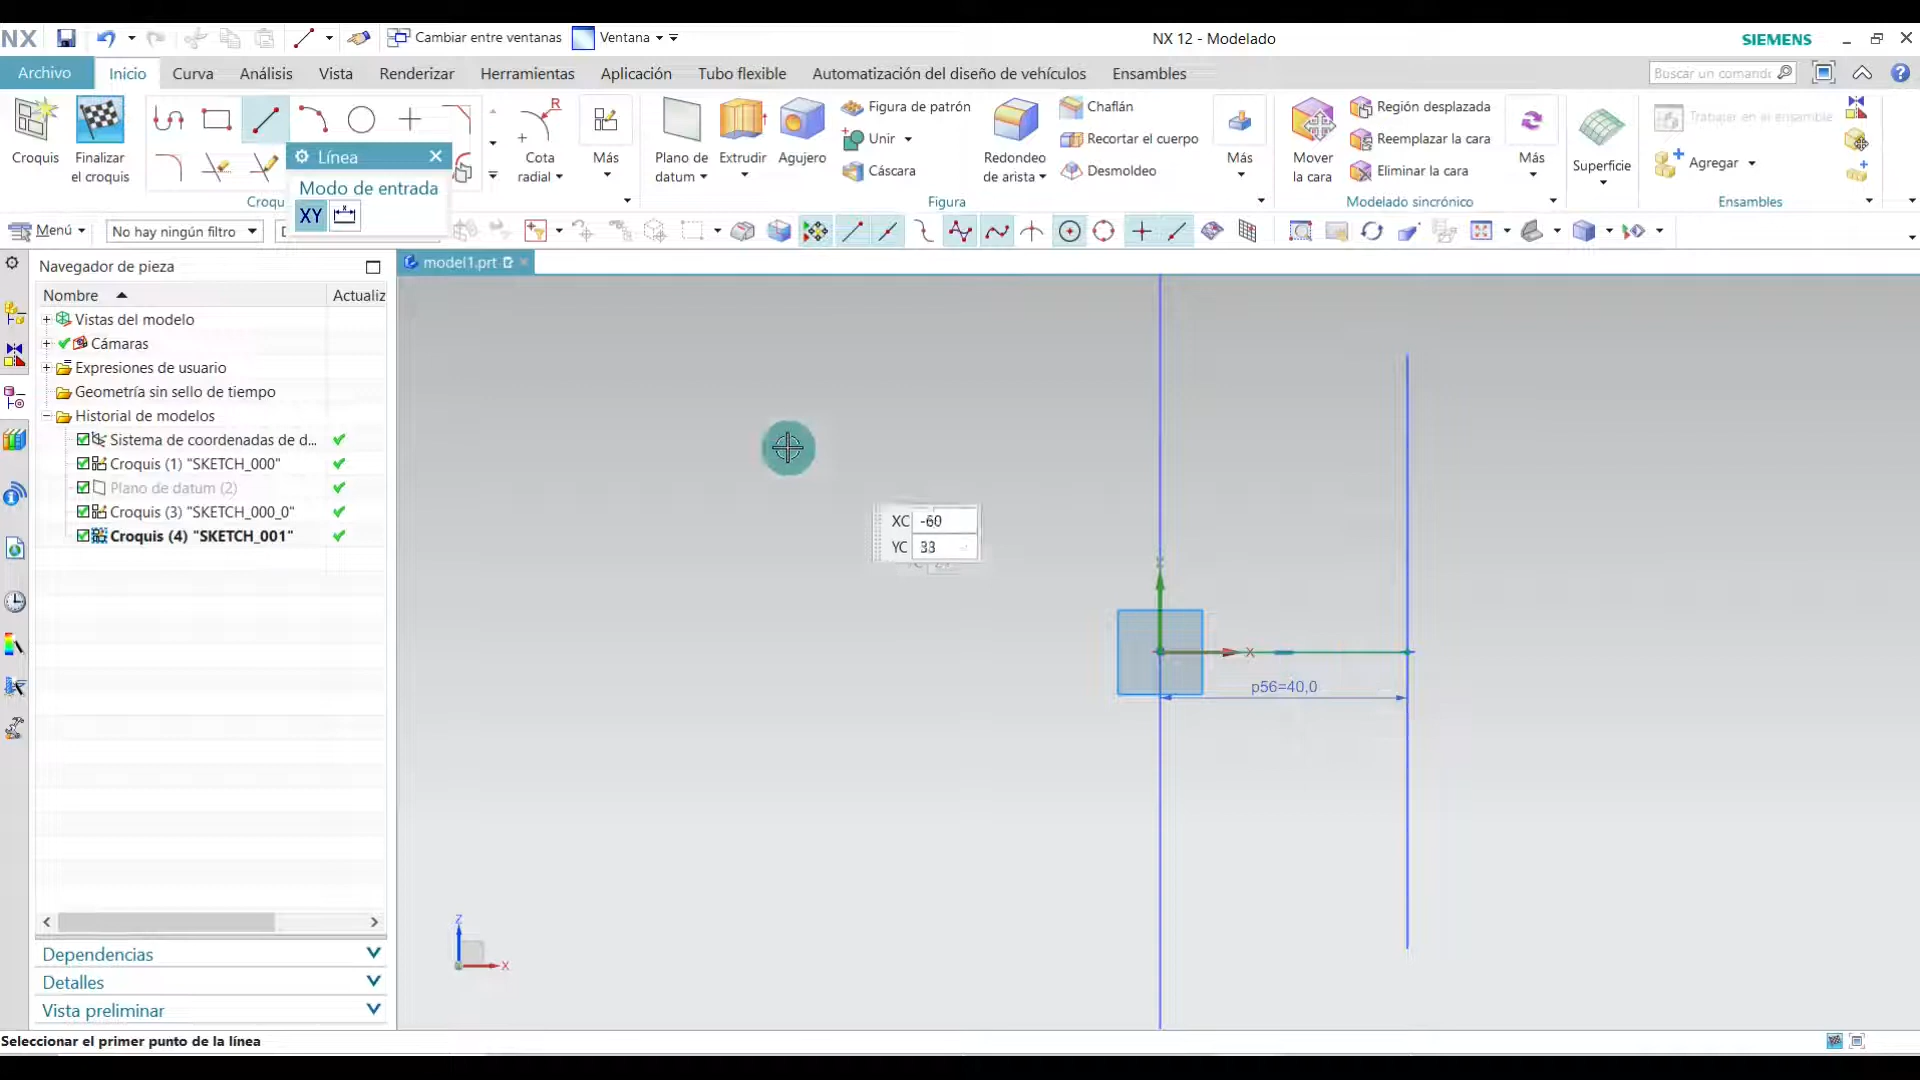 NX
Cambiar entre ventanas
Ventana
NX 12 - Modelado
SIEMENS
Archivo
Inicio
Curva
Análisis
Vista
Renderizar
Herramientas
Aplicación
Tubo flexible
Automatización del diseño de vehículos
Ensambles
Buscar un comando
Croquis
Finalizar
el croquis
Línea
Modo de entrada
XY
Croqu
Cota
radial
Más
Plano de
datum
Extrudir
Agujero
Figura de patrón
Unir
Cáscara
Redondeo
de arista
Chaflán
Recortar el cuerpo
Desmoldeo
Más
Figura
Mover
la cara
Región desplazada
Reemplazar la cara
Eliminar la cara
Más
Modelado sincrónico
Superficie
Trabajar en el ensamble
Agregar
Ensambles
Menú
No hay ningún filtro
Navegador de pieza
model1.prt
Nombre
Actualiz
Vistas del modelo
Cámaras
Expresiones de usuario
Geometría sin sello de tiempo
Historial de modelos
Sistema de coordenadas de d...
Croquis (1) "SKETCH_000"
Plano de datum (2)
Croquis (3) "SKETCH_000_0"
Croquis (4) "SKETCH_001"
XC -60
YC 33
X
p56=40,0
Z
X
Dependencias
Detalles
Vista preliminar
Seleccionar el primer punto de la línea